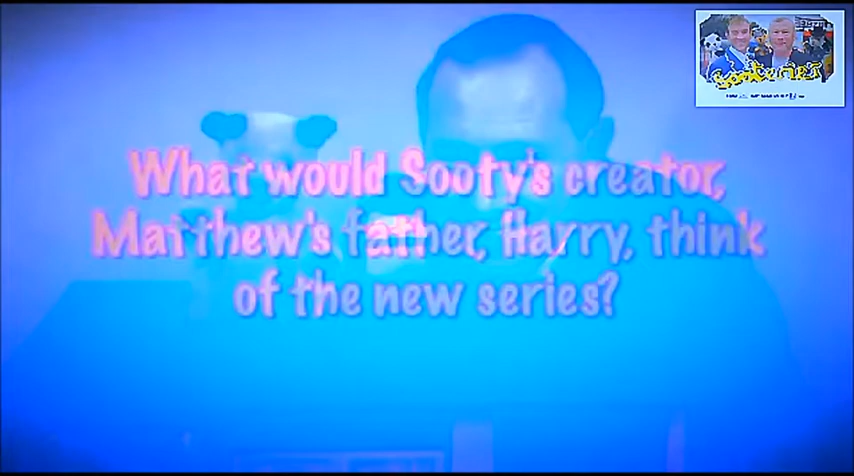 What would Sooty's creator,
Matthew's father, Harry, think
of the new series?